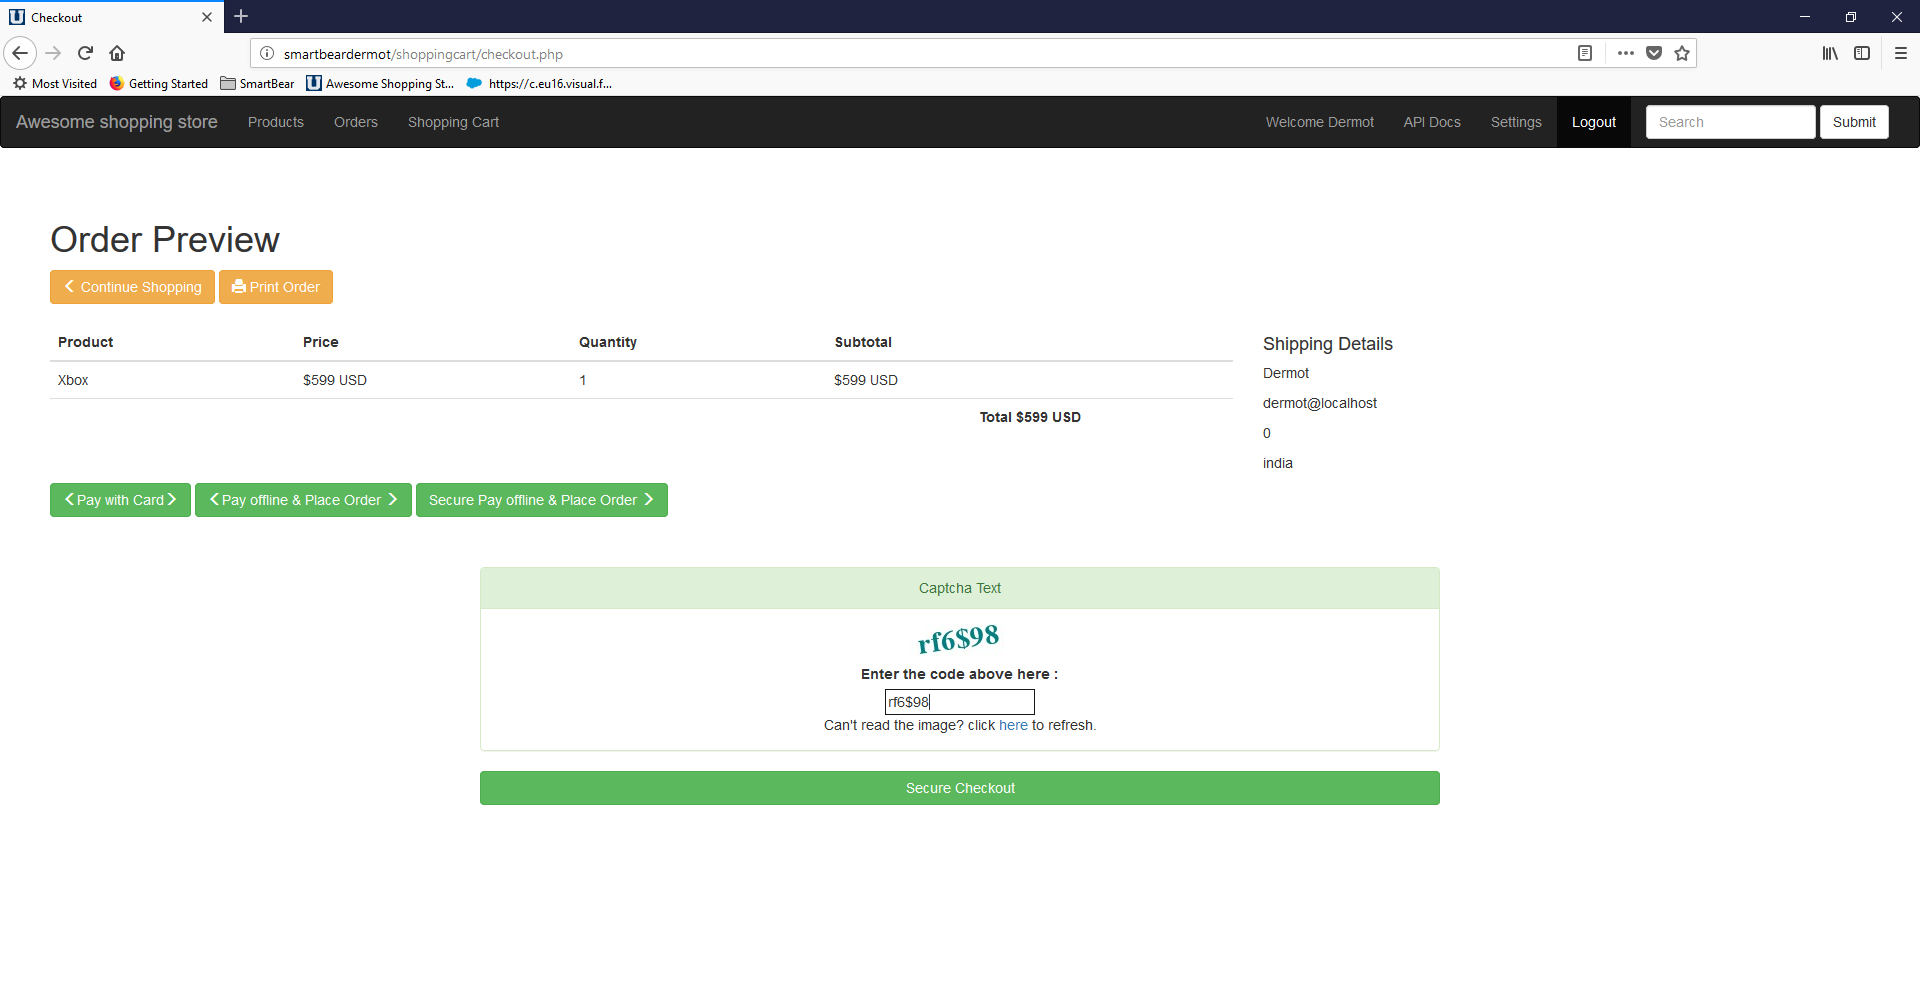 Checkout
smartbeardermot/shoppingcart/checkout.php
Most Visited Getting Started SmartBear Awesome Shopping St... https://c.eu16.visual.f...
Awesome shopping store Products Orders Shopping Cart Welcome Dermot API Docs Settings Logout Search Submit
Order Preview
Continue Shopping Print Order
Product Price Quantity Subtotal
Xbox $599 USD 1 $599 USD
Total $599 USD
Shipping Details
Dermot
dermot@localhost
0
india
Pay with Card Pay offline & Place Order Secure Pay offline & Place Order
Captcha Text
rf6$98
Enter the code above here :
rf6$98
Can't read the image? click here to refresh.
Secure Checkout